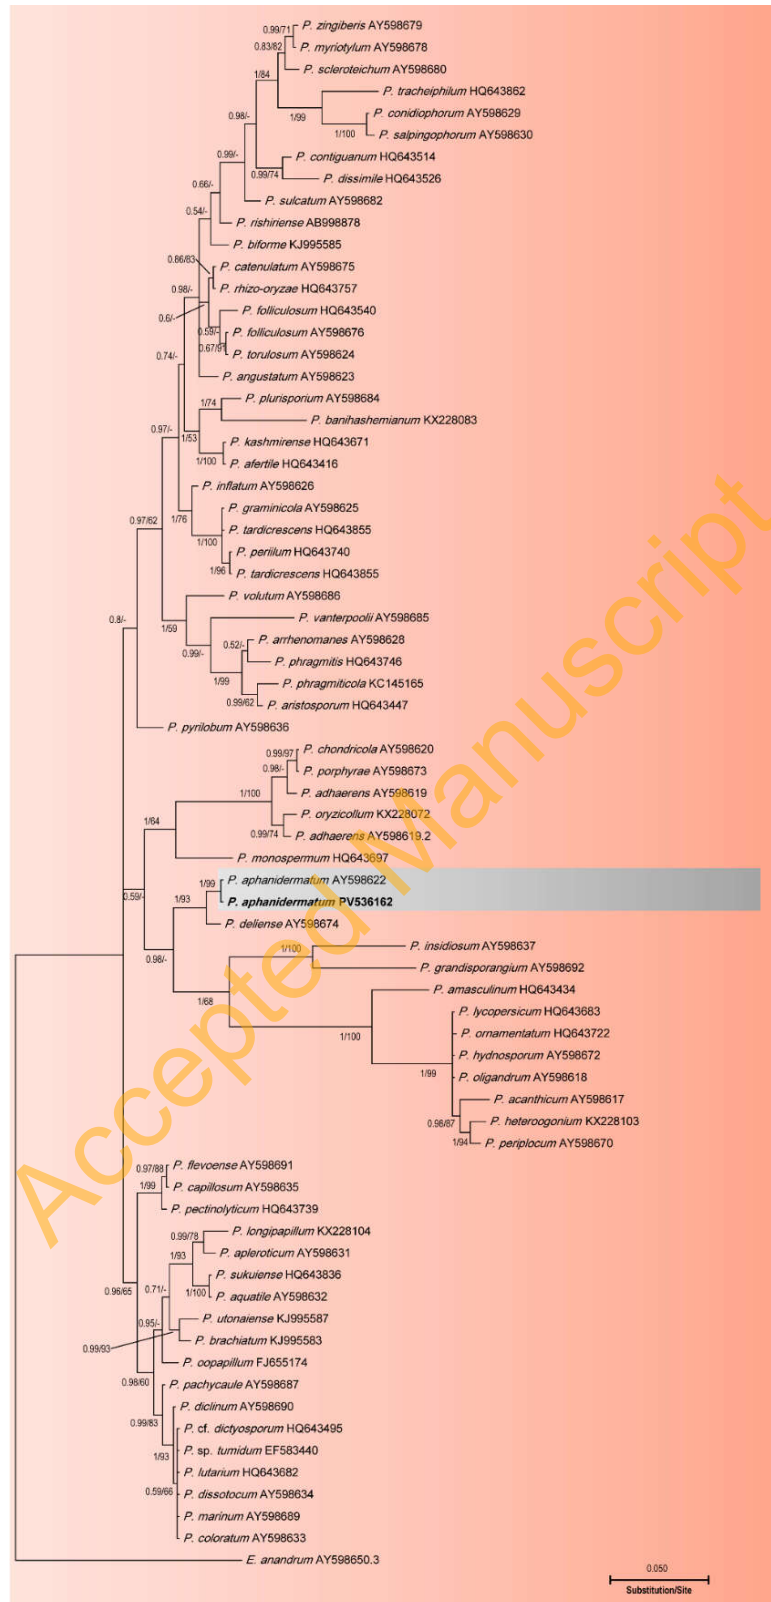 0.99/71
P. zingiberis AY598679
0.83/82
P. myriotylum AY598678
P. scleroteichum AY598680
1/84
P. tracheiphilum HQ643862
1/99
P. conidiophorum AY598629
0.98/-
1/100
P. salpingophorum AY598630
0.99/-
P. contiguanum HQ643514
0.99/74
P. dissimile HQ643526
0.66/-
P. sulcatum AY598682
0.54/-
P. rishiriense AB998878
P. biforme KJ995585
0.86/83
P. catenulatum AY598675
0.98/-
P. rhizo-oryzae HQ643757
0.6/-
P. folliculosum HQ643540
0.59/-
P. folliculosum AY598676
0.67/91
P. torulosum AY598624
0.74/-
P. angustatum AY598623
1/74
P. plurisporium AY598684
P. banihashemianum KX228083
0.97/-
1/53
P. kashmirense HQ643671
1/100
P. afertile HQ643416
P. inflatum AY598626
0.97/62
1/76
P. graminicola AY598625
P. tardicrescens HQ643855
1/100
P. periilum HQ643740
1/96
P. tardicrescens HQ643855
P. volutum AY598686
0.8/-
1/59
P. vanterpoolii AY598685
0.99/-
0.52/-
P. arrhenomanes AY598628
P. phragmitis HQ643746
1/99
P. phragmiticola KC145165
0.99/62
P. aristosporum HQ643447
P. pyrilobum AY598636
0.99/97
P. chondricola AY598620
0.98/-
P. porphyrae AY598673
1/100
P. adhaerens AY598619
P. oryzicollum KX228072
1/64
0.99/74
P. adhaerens AY598619.2
P. monospermum HQ643697
1/99
P. aphanidermatum AY598622
0.59/-
1/93
P. aphanidermatum PV536162
P. deliense AY598674
0.98/-
1/100
P. insidiosum AY598637
P. grandisporangium AY598692
1/68
P. amasculinum HQ643434
P. lycopersicum HQ643683
1/100
P. ornamentatum HQ643722
P. hydnosporum AY598672
1/99
P. oligandrum AY598618
P. acanthicum AY598617
0.98/87
P. heteroogonium KX228103
1/94
P. periplocum AY598670
0.97/88
P. flevoense AY598691
1/99
P. capillosum AY598635
P. pectinolyticum HQ643739
0.99/78
P. longipapillum KX228104
1/93
P. apleroticum AY598631
P. sukuiense HQ643836
0.96/65
0.71/-
1/100
P. aquatile AY598632
0.95/-
P. utonaiense KJ995587
0.99/93
P. brachiatum KJ995583
P. oopapillum FJ655174
0.98/60
P. pachycaule AY598687
P. diclinum AY598690
0.99/83
P. cf. dictyosporum HQ643495
1/93
P. sp. tumidum EF583440
P. lutarium HQ643682
0.59/66
P. dissotocum AY598634
P. marinum AY598689
P. coloratum AY598633
E. anandrum AY598650.3
0.050
Substitution/Site
Accepted Manuscript